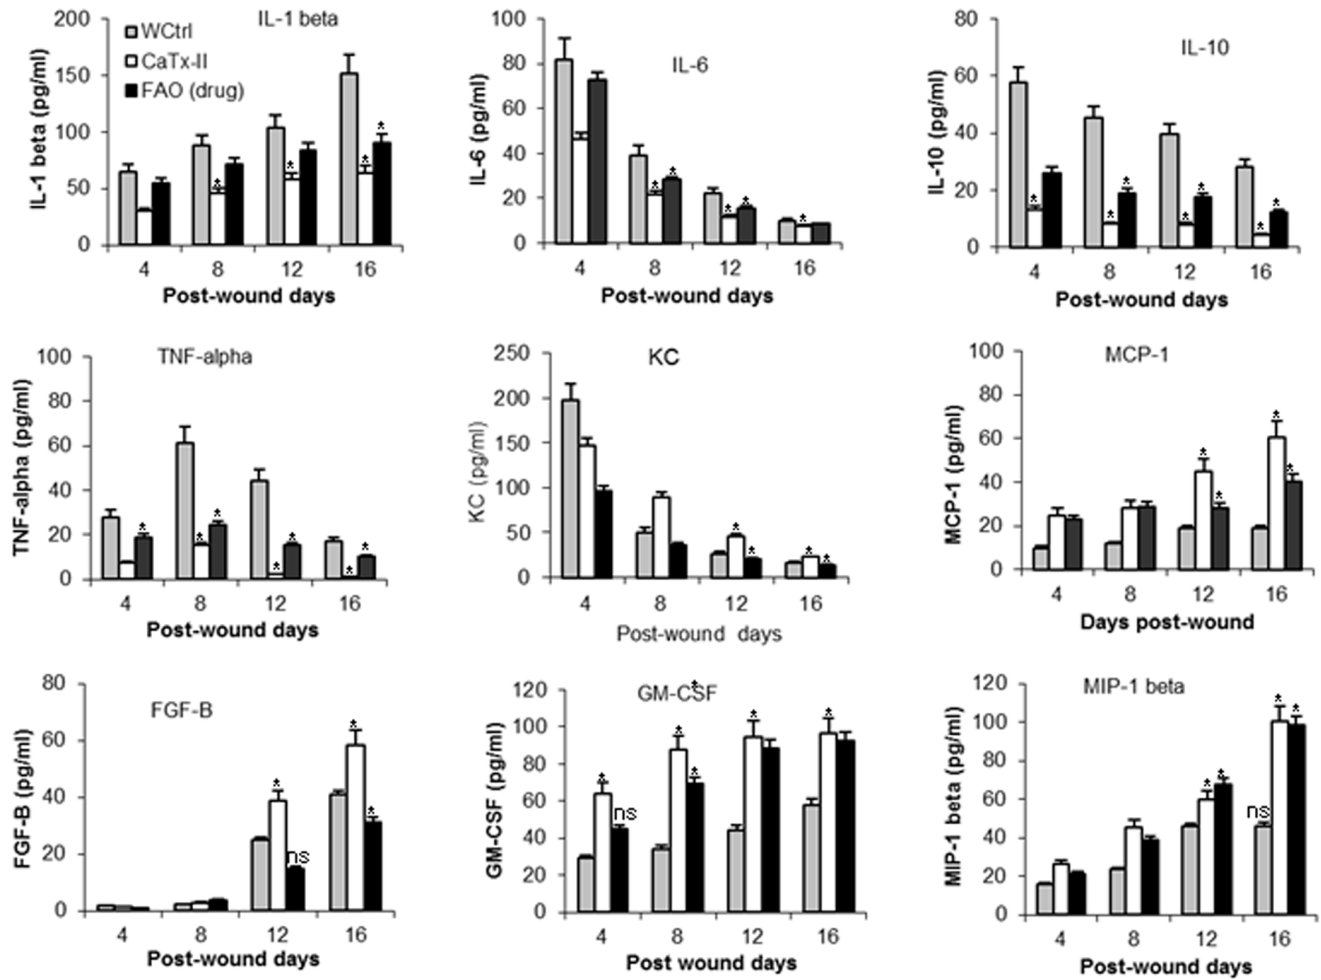 IL-1 beta
WCtrl
CaTx-II
FAO (drug)
IL-1 beta (pg/ml)
200
150
100
50
0
*
*
*
*
4 8 12 16
Post-wound days
IL-6
IL-6 (pg/ml)
100
80
60
40
20
0
* *
* *
*
4 8 12 16
Post-wound days
IL-10
IL-10 (pg/ml)
80
60
40
20
0
*
* *
* *
* *
4 8 12 16
Post-wound days
TNF-alpha
TNF-alpha (pg/ml)
100
80
60
40
20
0
*
* *
* *
* *
4 8 12 16
Post-wound days
KC
KC (pg/ml)
250
200
150
100
50
0
* *
* *
4 8 12 16
Post-wound days
MCP-1
MCP-1 (pg/ml)
100
80
60
40
20
0
* *
* *
4 8 12 16
Days post-wound
FGF-B
FGF-B (pg/ml)
80
60
40
20
0
* ns
* *
4 8 12 16
Post-wound days
GM-CSF
*
GM-CSF (pg/ml)
120
100
80
60
40
20
0
* ns
* *
*
*
4 8 12 16
Post wound days
MIP-1 beta
MIP-1 beta (pg/ml)
120
100
80
60
40
20
0
* *
ns * *
4 8 12 16
Post-wound days